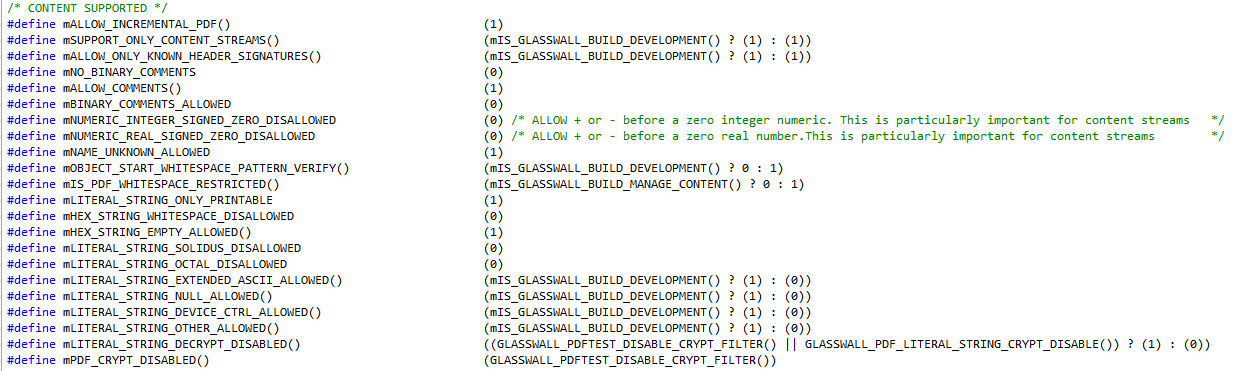 /* CONTENT SUPPORTED */
#define mALLOW_INCREMENTAL_PDF() (1)
#define mSUPPORT_ONLY_CONTENT_STREAMS() (mIS_GLASSWALL_BUILD_DEVELOPMENT() ? (1) : (1))
#define mALLOW_ONLY_KNOWN_HEADER_SIGNATURES() (mIS_GLASSWALL_BUILD_DEVELOPMENT() ? (1) : (1))
#define mNO_BINARY_COMMENTS (0)
#define mALLOW_COMMENTS() (1)
#define mBINARY_COMMENTS_ALLOWED (0)
#define mNUMERIC_INTEGER_SIGNED_ZERO_DISALLOWED (0) /* ALLOW + or - before a zero integer numeric. This is particularly important for content streams */
#define mNUMERIC_REAL_SIGNED_ZERO_DISALLOWED (0) /* ALLOW + or - before a zero real number.This is particularly important for content streams */
#define mNAME_UNKNOWN_ALLOWED (1)
#define mOBJECT_START_WHITESPACE_PATTERN_VERIFY() (mIS_GLASSWALL_BUILD_DEVELOPMENT() ? 0 : 1)
#define mIS_PDF_WHITESPACE_RESTRICTED() (mIS_GLASSWALL_BUILD_MANAGE_CONTENT() ? 0 : 1)
#define mLITERAL_STRING_ONLY_PRINTABLE (1)
#define mHEX_STRING_WHITESPACE_DISALLOWED (0)
#define mHEX_STRING_EMPTY_ALLOWED() (1)
#define mLITERAL_STRING_SOLIDUS_DISALLOWED (0)
#define mLITERAL_STRING_OCTAL_DISALLOWED (0)
#define mLITERAL_STRING_EXTENDED_ASCII_ALLOWED() (mIS_GLASSWALL_BUILD_DEVELOPMENT() ? (1) : (0))
#define mLITERAL_STRING_NULL_ALLOWED() (mIS_GLASSWALL_BUILD_DEVELOPMENT() ? (1) : (0))
#define mLITERAL_STRING_DEVICE_CTRL_ALLOWED() (mIS_GLASSWALL_BUILD_DEVELOPMENT() ? (1) : (0))
#define mLITERAL_STRING_OTHER_ALLOWED() (mIS_GLASSWALL_BUILD_DEVELOPMENT() ? (1) : (0))
#define mLITERAL_STRING_DECRYPT_DISABLED() ((GLASSWALL_PDFTEST_DISABLE_CRYPT_FILTER() || GLASSWALL_PDF_LITERAL_STRING_CRYPT_DISABLE()) ? (1) : (0))
#define mPDF_CRYPT_DISABLED() (GLASSWALL_PDFTEST_DISABLE_CRYPT_FILTER())